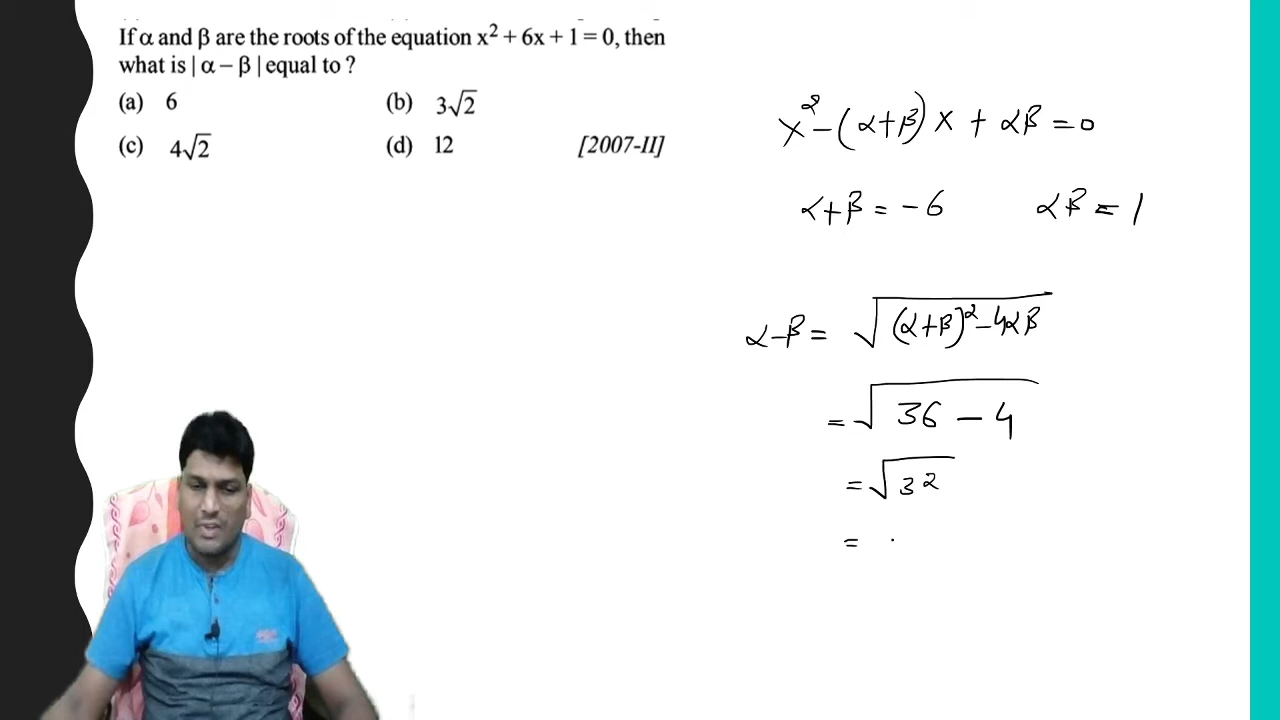 If α and β are the roots of the equation x² + 6x + 1 = 0, then
what is | α – β | equal to ?
(a) 6 (b) 3√2
(c) 4√2 (d) 12 [2007-II]
x² - (α+β) x + αβ = 0
α+β = -6 αβ = 1
α-β = √(α+β)² - 4αβ
= √36 - 4
= √32
=